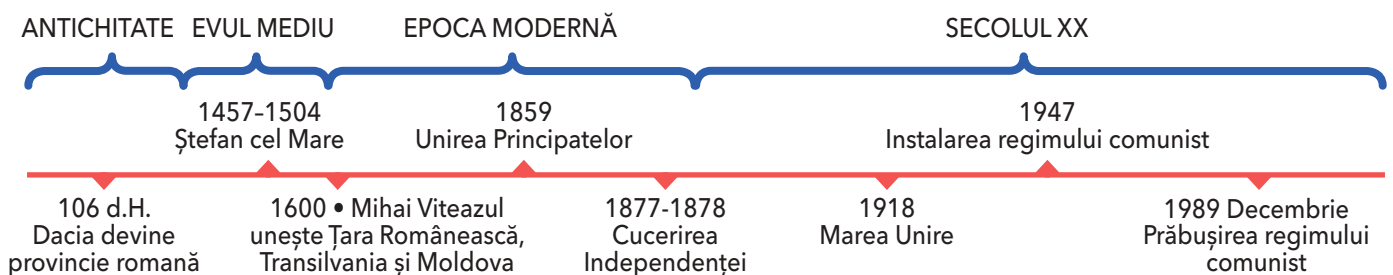 ANTICHITATE EVUL MEDIU EPOCA MODERNĂ SECOLUL XX
1457–1504
Ștefan cel Mare
1859
Unirea Principatelor
1947
Instalarea regimului comunist
106 d.H.
Dacia devine
provincie romană
1600 • Mihai Viteazul
unește Țara Românească,
Transilvania și Moldova
1877-1878
Cucerirea
Independenței
1918
Marea Unire
1989 Decembrie
Prăbușirea regimului
comunist